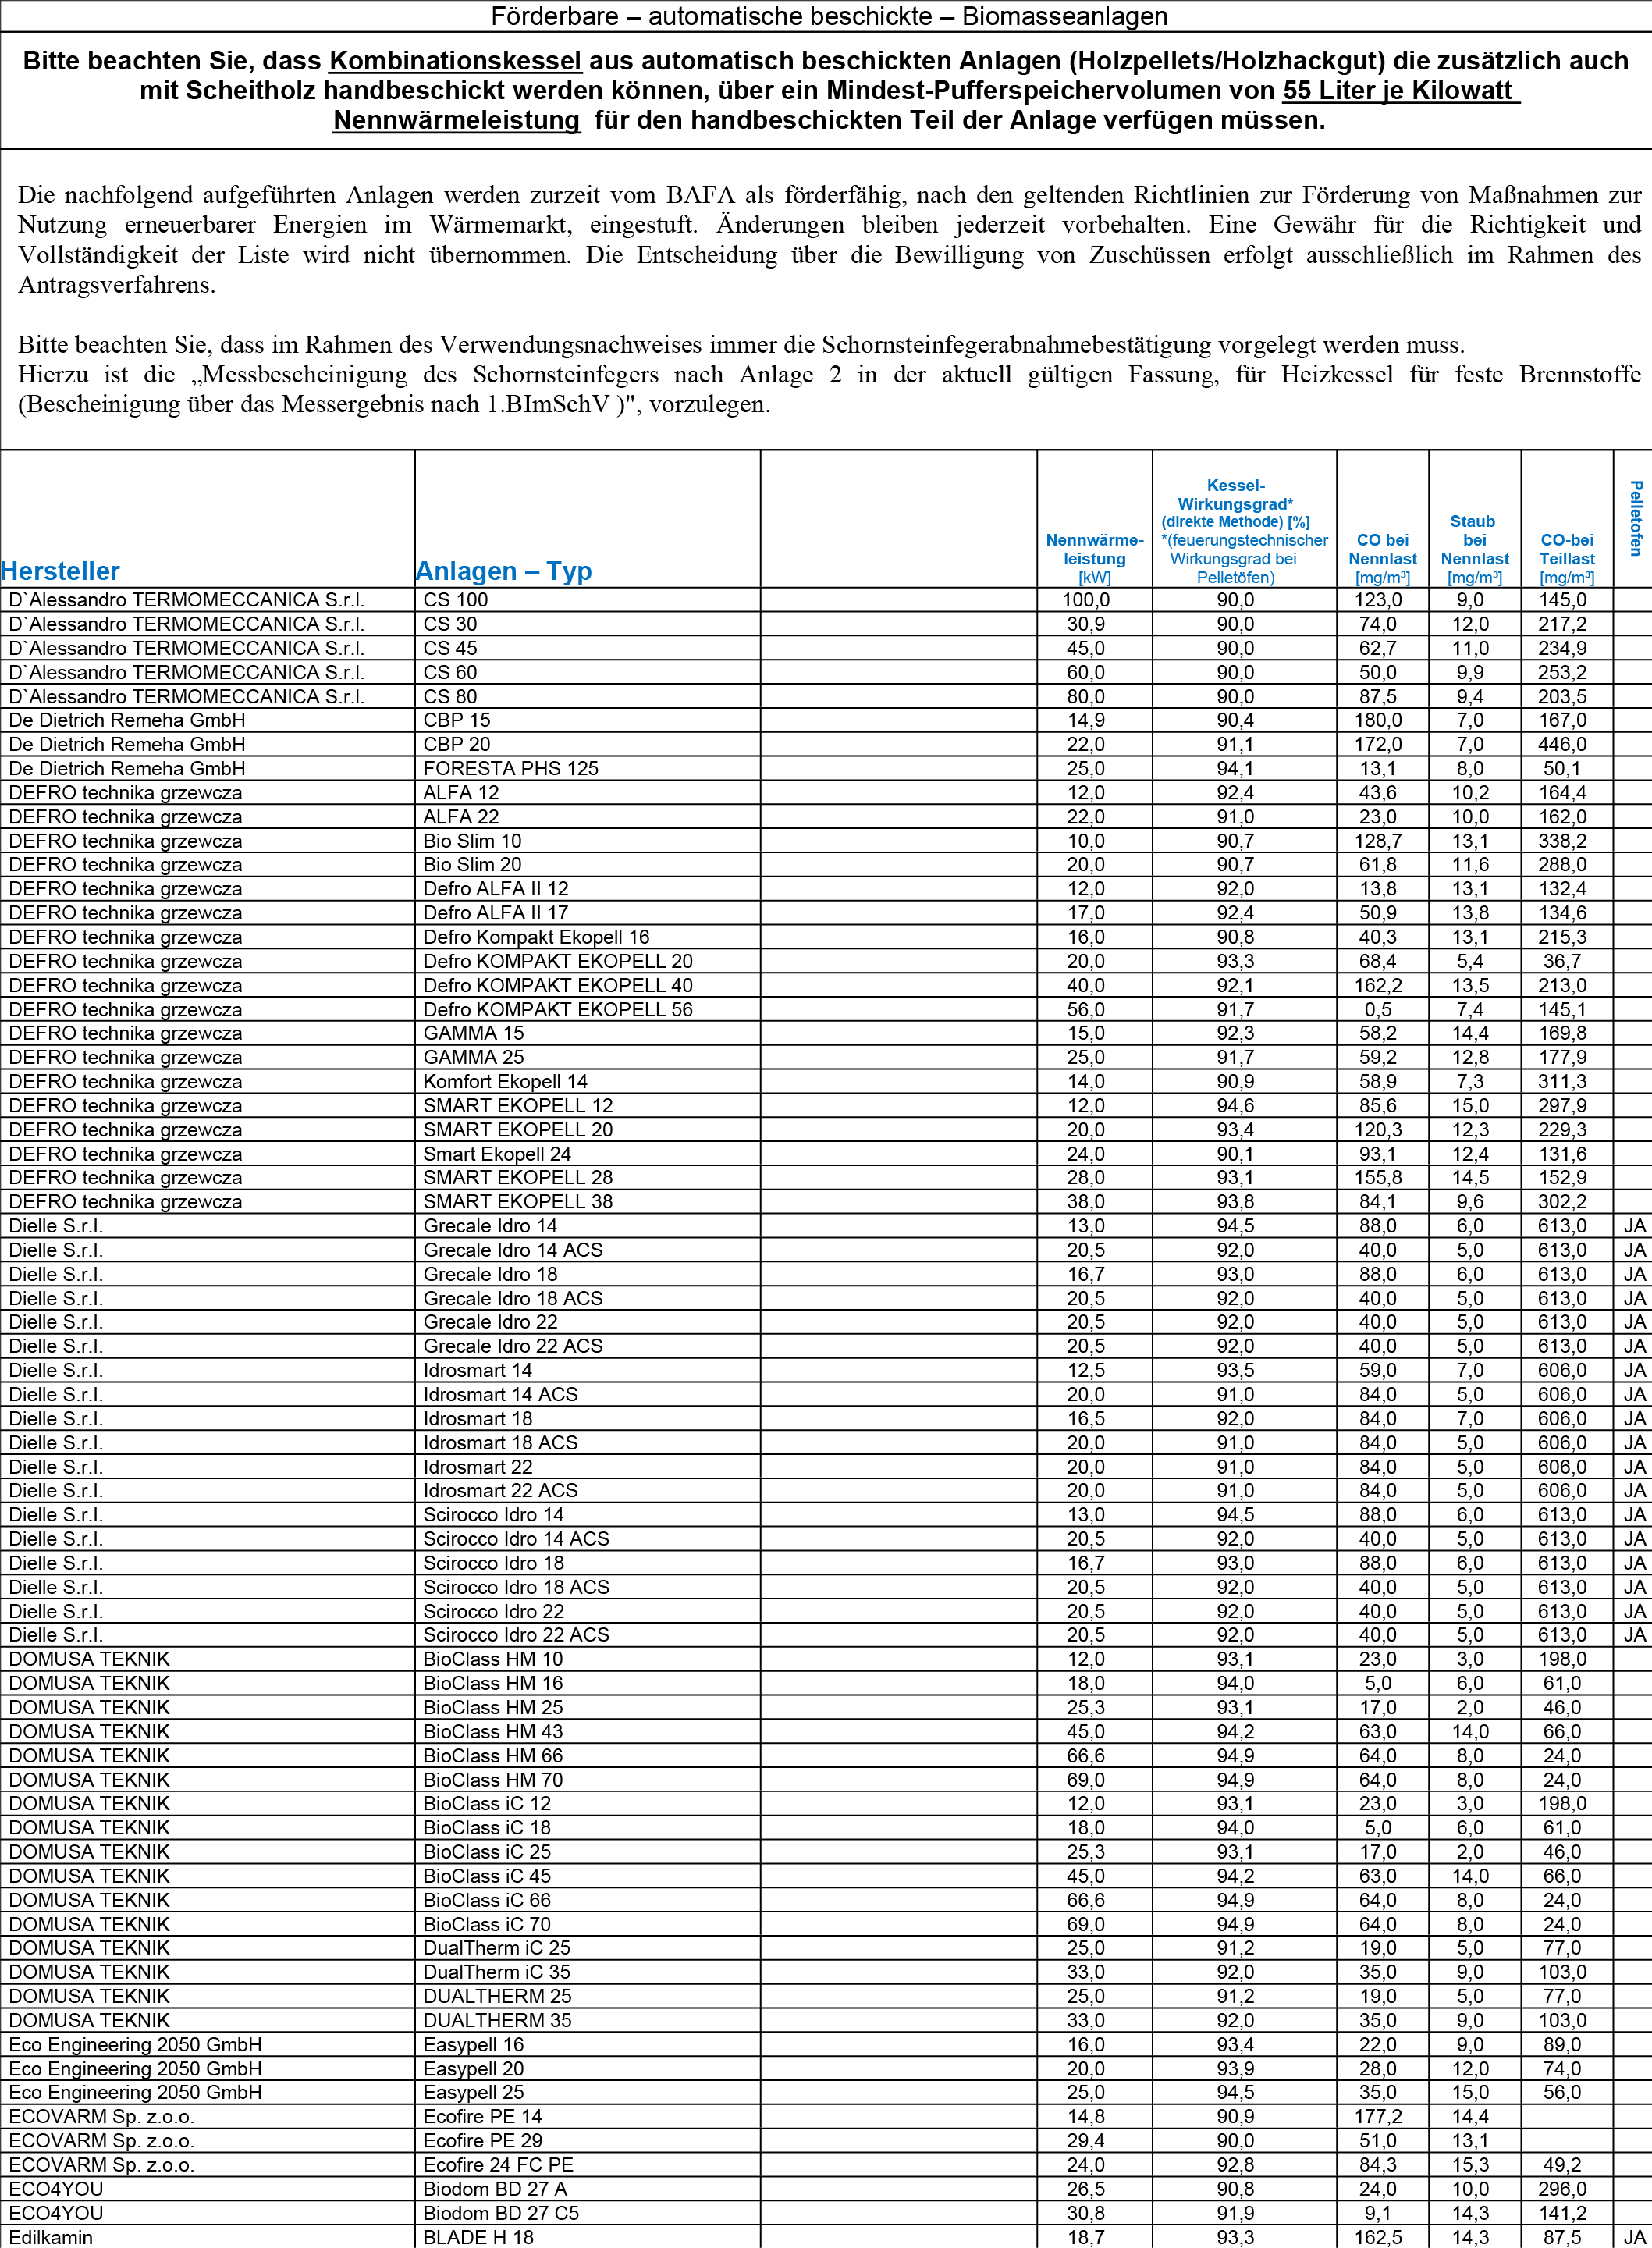 Förderbare – automatische beschickte – Biomasseanlagen
Bitte beachten Sie, dass Kombinationskessel aus automatisch beschickten Anlagen (Holzpellets/Holzhackgut) die zusätzlich auch
mit Scheitholz handbeschickt werden können, über ein Mindest-Pufferspeichervolumen von 55 Liter je Kilowatt
Nennwärmeleistung für den handbeschickten Teil der Anlage verfügen müssen.
Die nachfolgend aufgeführten Anlagen werden zurzeit vom BAFA als förderfähig, nach den geltenden Richtlinien zur Förderung von Maßnahmen zur
Nutzung erneuerbarer Energien im Wärmemarkt, eingestuft. Änderungen bleiben jederzeit vorbehalten. Eine Gewähr für die Richtigkeit und
Vollständigkeit der Liste wird nicht übernommen. Die Entscheidung über die Bewilligung von Zuschüssen erfolgt ausschließlich im Rahmen des
Antragsverfahrens.
Bitte beachten Sie, dass im Rahmen des Verwendungsnachweises immer die Schornsteinfegerabnahmebestätigung vorgelegt werden muss.
Hierzu ist die „Messbescheinigung des Schornsteinfegers nach Anlage 2 in der aktuell gültigen Fassung, für Heizkessel für feste Brennstoffe
(Bescheinigung über das Messergebnis nach 1.BImSchV )", vorzulegen.
Hersteller
Anlagen – Typ
Nennwärme-
leistung
[kW]
Kessel-
Wirkungsgrad*
(direkte Methode) [%]
*(feuerungstechnischer
Wirkungsgrad bei
Pelletöfen)
CO bei
Nennlast
[mg/m³]
Staub
bei
Nennlast
[mg/m³]
CO-bei
Teillast
[mg/m³]
Pelletofen
D`Alessandro TERMOMECCANICA S.r.l. CS 100 100,0 90,0 123,0 9,0 145,0
D`Alessandro TERMOMECCANICA S.r.l. CS 30 30,9 90,0 74,0 12,0 217,2
D`Alessandro TERMOMECCANICA S.r.l. CS 45 45,0 90,0 62,7 11,0 234,9
D`Alessandro TERMOMECCANICA S.r.l. CS 60 60,0 90,0 50,0 9,9 253,2
D`Alessandro TERMOMECCANICA S.r.l. CS 80 80,0 90,0 87,5 9,4 203,5
De Dietrich Remeha GmbH CBP 15 14,9 90,4 180,0 7,0 167,0
De Dietrich Remeha GmbH CBP 20 22,0 91,1 172,0 7,0 446,0
De Dietrich Remeha GmbH FORESTA PHS 125 25,0 94,1 13,1 8,0 50,1
DEFRO technika grzewcza ALFA 12 12,0 92,4 43,6 10,2 164,4
DEFRO technika grzewcza ALFA 22 22,0 91,0 23,0 10,0 162,0
DEFRO technika grzewcza Bio Slim 10 10,0 90,7 128,7 13,1 338,2
DEFRO technika grzewcza Bio Slim 20 20,0 90,7 61,8 11,6 288,0
DEFRO technika grzewcza Defro ALFA II 12 12,0 92,0 13,8 13,1 132,4
DEFRO technika grzewcza Defro ALFA II 17 17,0 92,4 50,9 13,8 134,6
DEFRO technika grzewcza Defro Kompakt Ekopell 16 16,0 90,8 40,3 13,1 215,3
DEFRO technika grzewcza Defro KOMPAKT EKOPELL 20 20,0 93,3 68,4 5,4 36,7
DEFRO technika grzewcza Defro KOMPAKT EKOPELL 40 40,0 92,1 162,2 13,5 213,0
DEFRO technika grzewcza Defro KOMPAKT EKOPELL 56 56,0 91,7 0,5 7,4 145,1
DEFRO technika grzewcza GAMMA 15 15,0 92,3 58,2 14,4 169,8
DEFRO technika grzewcza GAMMA 25 25,0 91,7 59,2 12,8 177,9
DEFRO technika grzewcza Komfort Ekopell 14 14,0 90,9 58,9 7,3 311,3
DEFRO technika grzewcza SMART EKOPELL 12 12,0 94,6 85,6 15,0 297,9
DEFRO technika grzewcza SMART EKOPELL 20 20,0 93,4 120,3 12,3 229,3
DEFRO technika grzewcza Smart Ekopell 24 24,0 90,1 93,1 12,4 131,6
DEFRO technika grzewcza SMART EKOPELL 28 28,0 93,1 155,8 14,5 152,9
DEFRO technika grzewcza SMART EKOPELL 38 38,0 93,8 84,1 9,6 302,2
Dielle S.r.l. Grecale Idro 14 13,0 94,5 88,0 6,0 613,0 JA
Dielle S.r.l. Grecale Idro 14 ACS 20,5 92,0 40,0 5,0 613,0 JA
Dielle S.r.l. Grecale Idro 18 16,7 93,0 88,0 6,0 613,0 JA
Dielle S.r.l. Grecale Idro 18 ACS 20,5 92,0 40,0 5,0 613,0 JA
Dielle S.r.l. Grecale Idro 22 20,5 92,0 40,0 5,0 613,0 JA
Dielle S.r.l. Grecale Idro 22 ACS 20,5 92,0 40,0 5,0 613,0 JA
Dielle S.r.l. Idrosmart 14 12,5 93,5 59,0 7,0 606,0 JA
Dielle S.r.l. Idrosmart 14 ACS 20,0 91,0 84,0 5,0 606,0 JA
Dielle S.r.l. Idrosmart 18 16,5 92,0 84,0 7,0 606,0 JA
Dielle S.r.l. Idrosmart 18 ACS 20,0 91,0 84,0 5,0 606,0 JA
Dielle S.r.l. Idrosmart 22 20,0 91,0 84,0 5,0 606,0 JA
Dielle S.r.l. Idrosmart 22 ACS 20,0 91,0 84,0 5,0 606,0 JA
Dielle S.r.l. Scirocco Idro 14 13,0 94,5 88,0 6,0 613,0 JA
Dielle S.r.l. Scirocco Idro 14 ACS 20,5 92,0 40,0 5,0 613,0 JA
Dielle S.r.l. Scirocco Idro 18 16,7 93,0 88,0 6,0 613,0 JA
Dielle S.r.l. Scirocco Idro 18 ACS 20,5 92,0 40,0 5,0 613,0 JA
Dielle S.r.l. Scirocco Idro 22 20,5 92,0 40,0 5,0 613,0 JA
Dielle S.r.l. Scirocco Idro 22 ACS 20,5 92,0 40,0 5,0 613,0 JA
DOMUSA TEKNIK BioClass HM 10 12,0 93,1 23,0 3,0 198,0
DOMUSA TEKNIK BioClass HM 16 18,0 94,0 5,0 6,0 61,0
DOMUSA TEKNIK BioClass HM 25 25,3 93,1 17,0 2,0 46,0
DOMUSA TEKNIK BioClass HM 43 45,0 94,2 63,0 14,0 66,0
DOMUSA TEKNIK BioClass HM 66 66,6 94,9 64,0 8,0 24,0
DOMUSA TEKNIK BioClass HM 70 69,0 94,9 64,0 8,0 24,0
DOMUSA TEKNIK BioClass iC 12 12,0 93,1 23,0 3,0 198,0
DOMUSA TEKNIK BioClass iC 18 18,0 94,0 5,0 6,0 61,0
DOMUSA TEKNIK BioClass iC 25 25,3 93,1 17,0 2,0 46,0
DOMUSA TEKNIK BioClass iC 45 45,0 94,2 63,0 14,0 66,0
DOMUSA TEKNIK BioClass iC 66 66,6 94,9 64,0 8,0 24,0
DOMUSA TEKNIK BioClass iC 70 69,0 94,9 64,0 8,0 24,0
DOMUSA TEKNIK DualTherm iC 25 25,0 91,2 19,0 5,0 77,0
DOMUSA TEKNIK DualTherm iC 35 33,0 92,0 35,0 9,0 103,0
DOMUSA TEKNIK DUALTHERM 25 25,0 91,2 19,0 5,0 77,0
DOMUSA TEKNIK DUALTHERM 35 33,0 92,0 35,0 9,0 103,0
Eco Engineering 2050 GmbH Easypell 16 16,0 93,4 22,0 9,0 89,0
Eco Engineering 2050 GmbH Easypell 20 20,0 93,9 28,0 12,0 74,0
Eco Engineering 2050 GmbH Easypell 25 25,0 94,5 35,0 15,0 56,0
ECOVARM Sp. z.o.o. Ecofire PE 14 14,8 90,9 177,2 14,4
ECOVARM Sp. z.o.o. Ecofire PE 29 29,4 90,0 51,0 13,1
ECOVARM Sp. z.o.o. Ecofire 24 FC PE 24,0 92,8 84,3 15,3 49,2
ECO4YOU Biodom BD 27 A 26,5 90,8 24,0 10,0 296,0
ECO4YOU Biodom BD 27 C5 30,8 91,9 9,1 14,3 141,2
Edilkamin BLADE H 18 18,7 93,3 162,5 14,3 87,5 JA